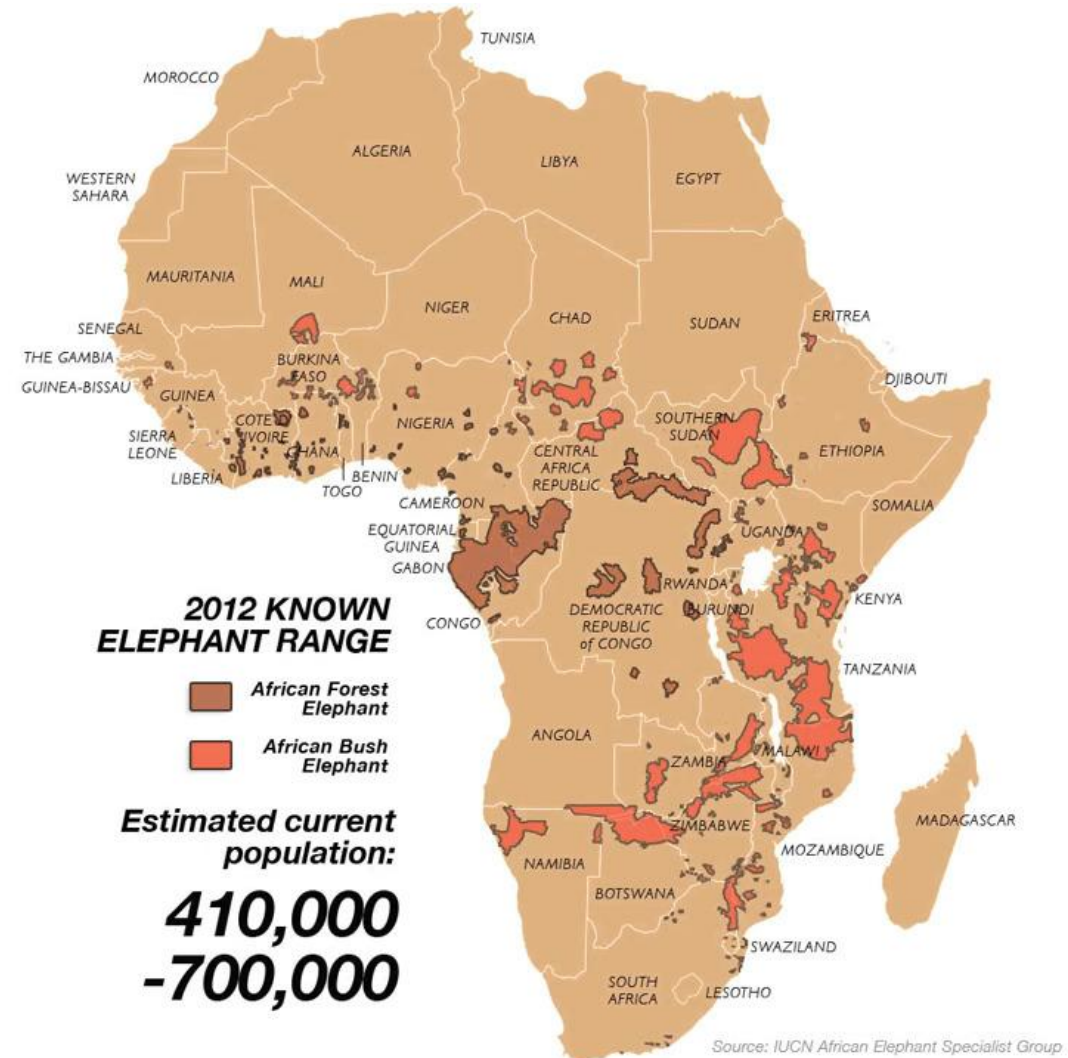 TUNISIA
MOROCCO
ALGERIA
LIBYA
EGYPT
WESTERN
SAHARA
MAURITANIA
MALI
NIGER
CHAD
SUDAN
ERITREA
SENEGAL
THE GAMBIA
GUINEA-BISSAU
BURKINA
FASO
DJIBOUTI
GUINEA
COTE D
IVOIRE
NIGERIA
SOUTHERN
SUDAN
SIERRA
LEONE
GHANA
CENTRAL
AFRICA
REPUBLIC
ETHIOPIA
LIBERIA
TOGO
BENIN
CAMEROON
SOMALIA
EQUATORIAL
GUINEA
UGANDA
GABON
RWANDA
KENYA
CONGO
DEMOCRATIC
REPUBLIC
of CONGO
BURUNDI
TANZANIA
2012 KNOWN
ELEPHANT RANGE
African Forest
Elephant
African Bush
Elephant
ANGOLA
ZAMBIA
MALAWI
Estimated current
population:
410,000
-700,000
ZIMBABWE
MADAGASCAR
NAMIBIA
MOZAMBIQUE
BOTSWANA
SWAZILAND
SOUTH
AFRICA
LESOTHO
Source: IUCN African Elephant Specialist Group